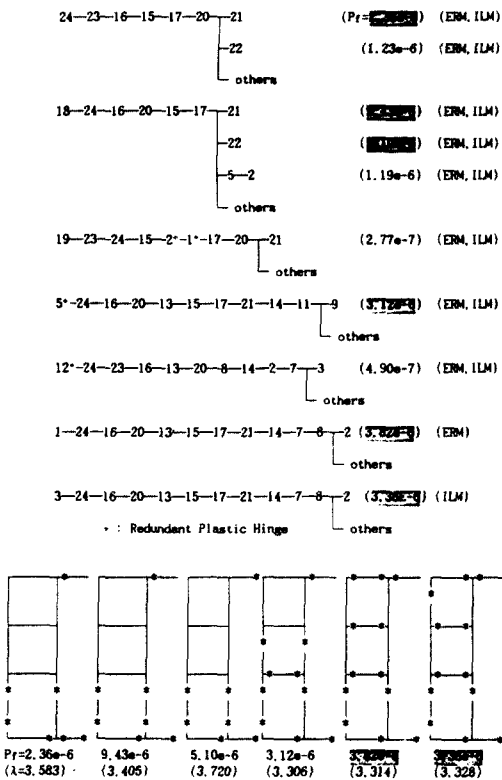 24—23—16—15—17—20—21 (Pr= ) (ERM, ILM)
22 (1.23e-6) (ERM, ILM)
others
18—24—16—20—15—17—21 (ERM, ILM)
22 (ERM, ILM)
5—2 (1.19e-6) (ERM, ILM)
others
19—23—24—15—2*—1*—17—20—21 (2.77e-7) (ERM, ILM)
others
5*—24—16—20—13—15—17—21—14—11—9 (3.12e-6) (ERM, ILM)
others
12*—24—23—16—13—20—8—14—2—7—3 (4.90e-7) (ERM, ILM)
others
1—24—16—20—13—15—17—21—14—7—8—2 (ERM)
others
3—24—16—20—13—15—17—21—14—7—8—2 (ILM)
others
* : Redundant Plastic Hinge
Pr=2.36e-6 9.43e-6 5.10e-6 3.12e-6
(λ=3.583) (3.405) (3.720) (3.306) (3.314) (3.328)